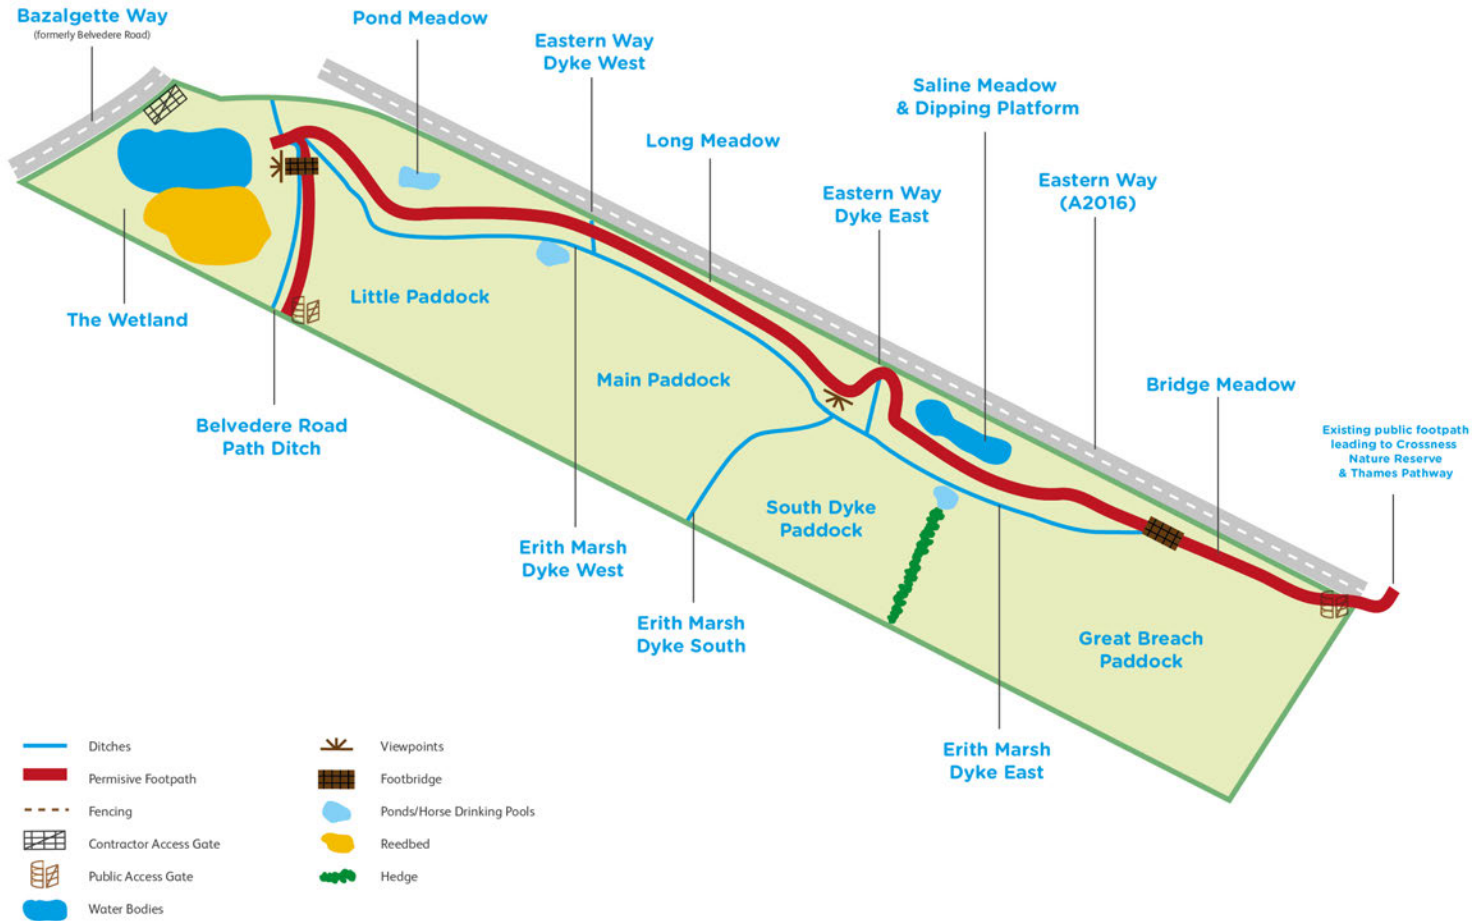 Bazalgette Way
(formerly Belvedere Road)
Pond Meadow
Eastern Way
Dyke West
Long Meadow
Saline Meadow
& Dipping Platform
Eastern Way
Dyke East
Eastern Way
(A2016)
Bridge Meadow
Existing public footpath
leading to Crossness
Nature Reserve
& Thames Pathway
The Wetland
Little Paddock
Main Paddock
Belvedere Road
Path Ditch
South Dyke
Paddock
Erith Marsh
Dyke West
Erith Marsh
Dyke South
Great Breach
Paddock
Erith Marsh
Dyke East
Ditches
Permisive Footpath
Fencing
Contractor Access Gate
Public Access Gate
Water Bodies
Viewpoints
Footbridge
Ponds/Horse Drinking Pools
Reedbed
Hedge